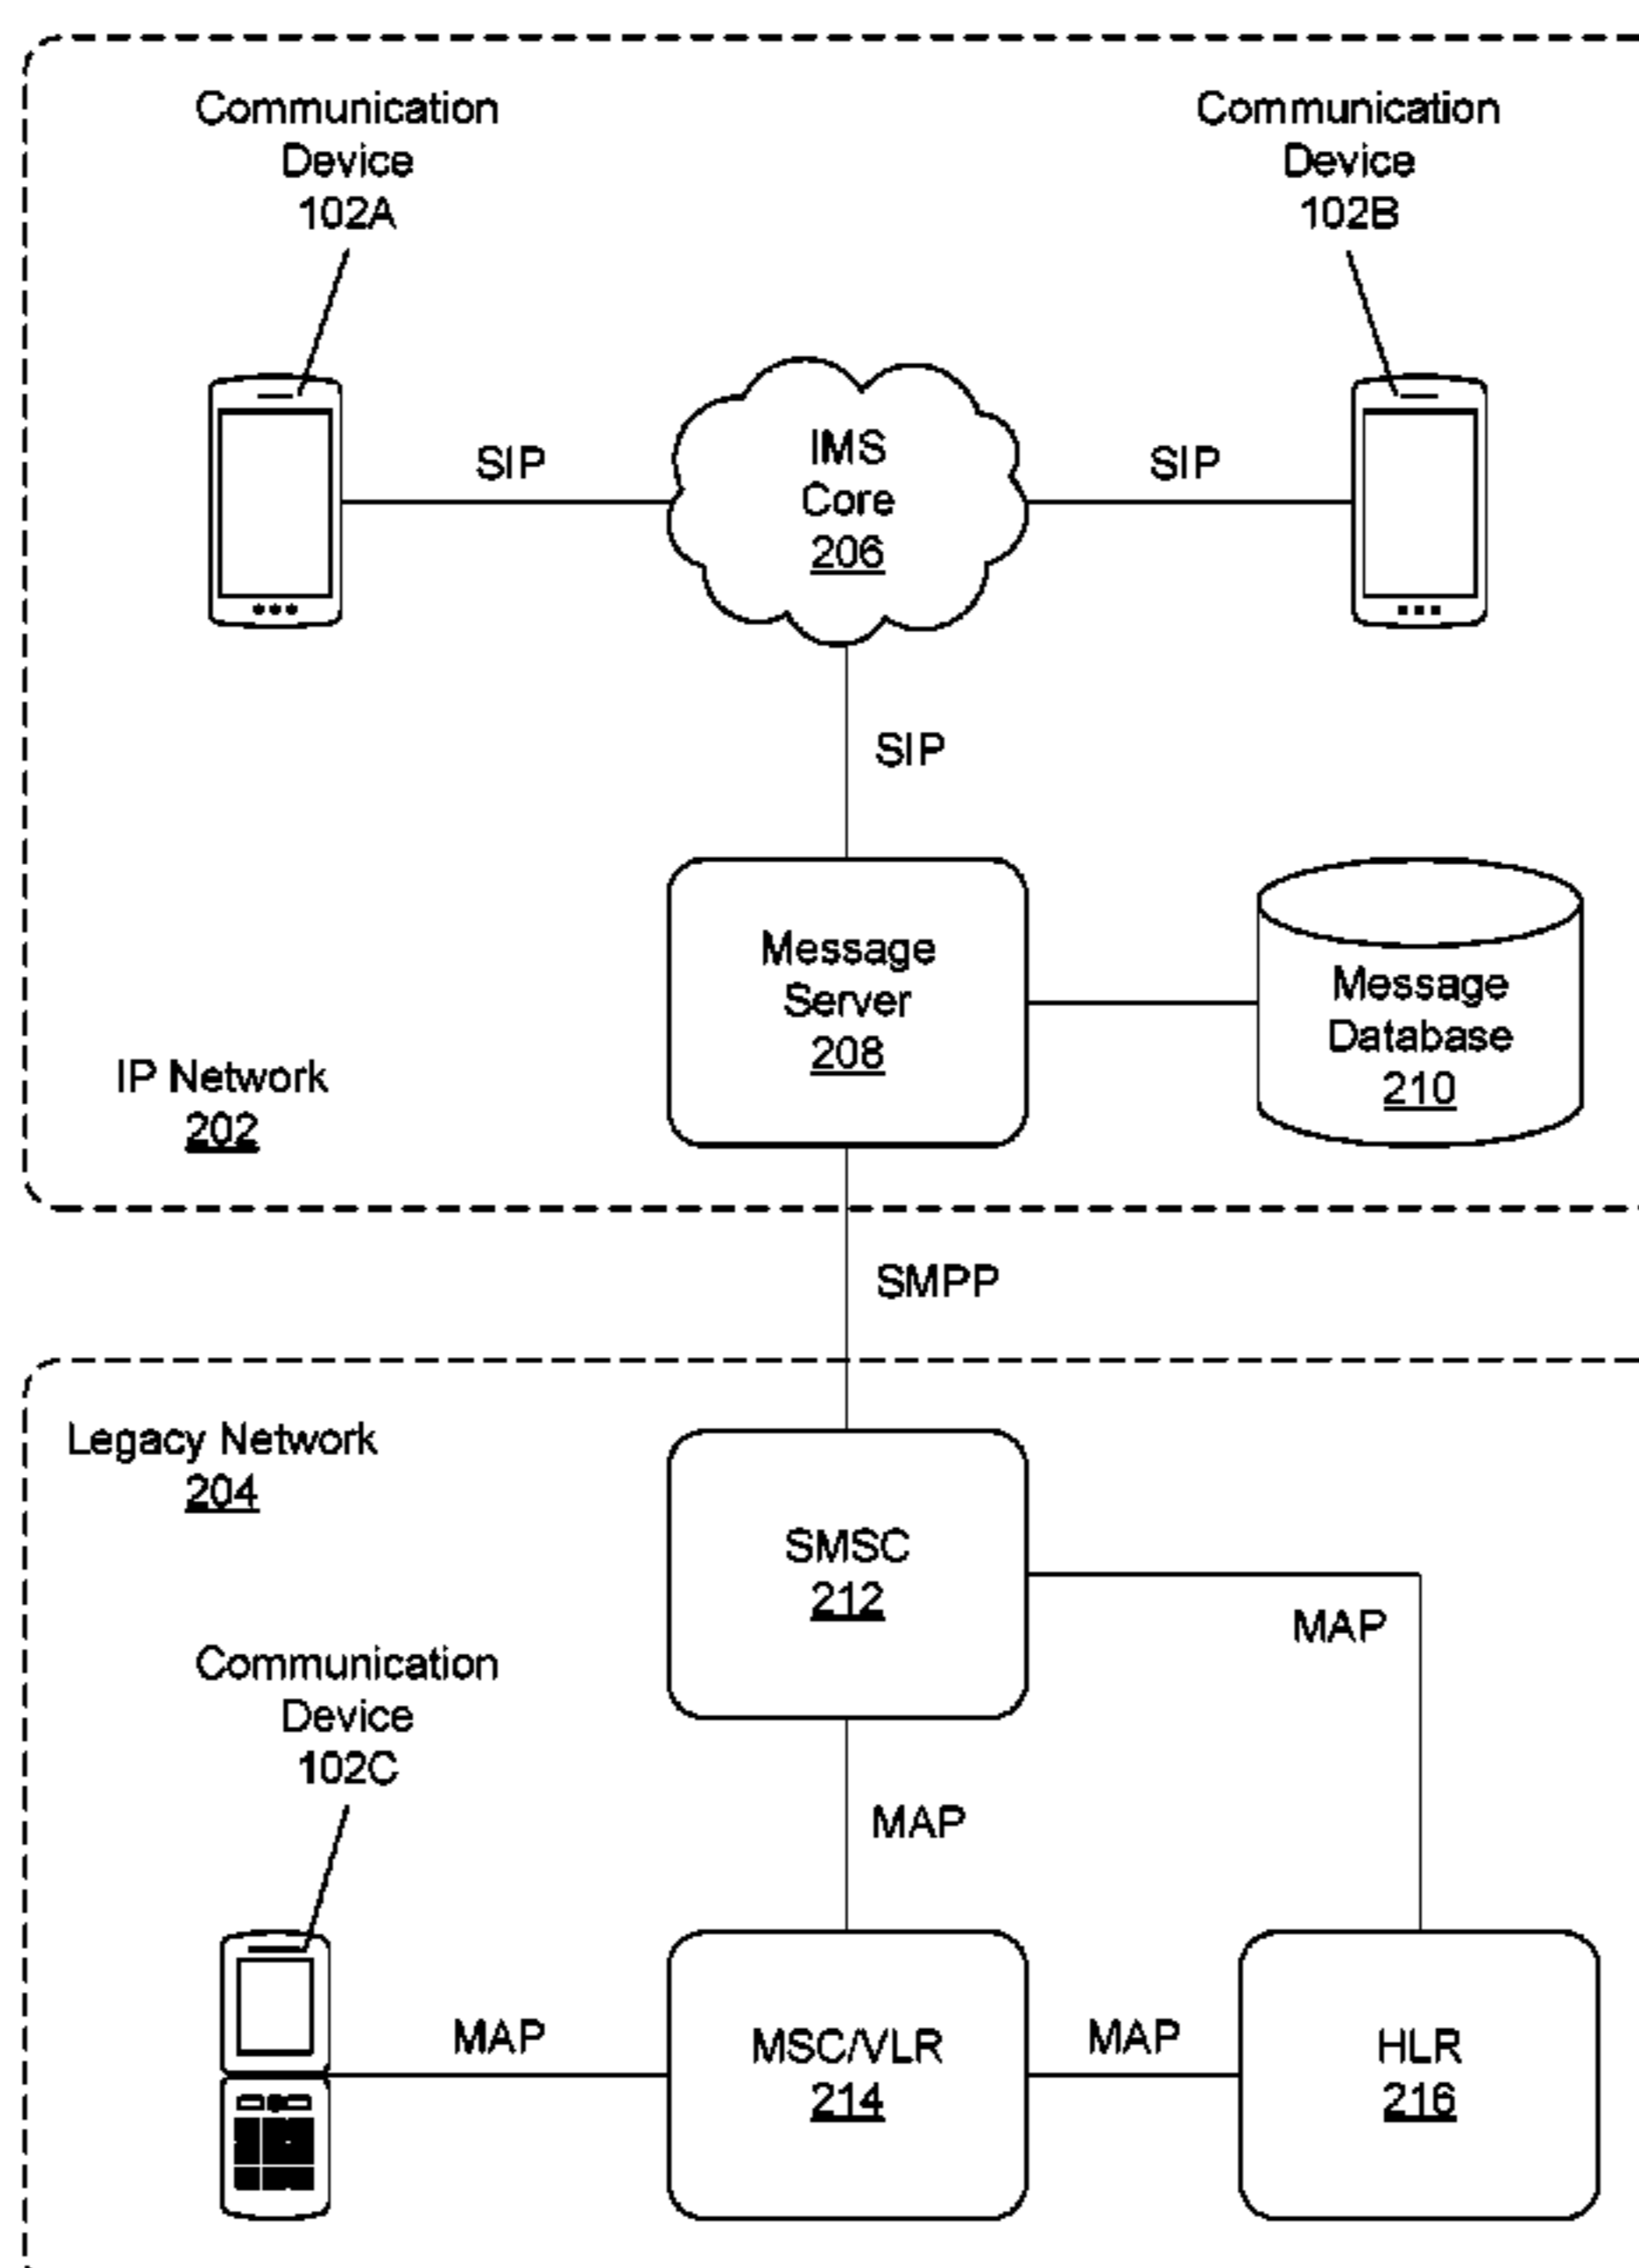 Communication
Device
102A
Communication
Device
102B
SIP
IMS
Core
206
SIP
SIP
Message
Server
208
Message
Database
210
IP Network
202
SMPP
Legacy Network
204
SMSC
212
MAP
Communication
Device
102C
MAP
MAP
MSC/VLR
214
MAP
HLR
216